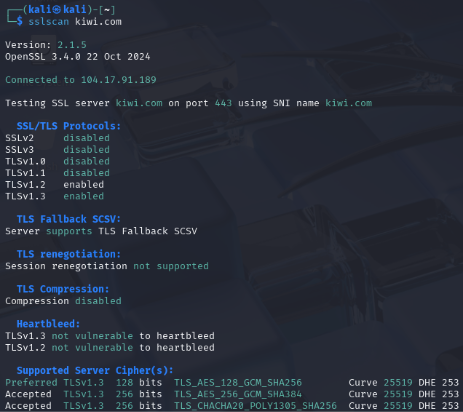 ┌──(kali㉿kali)-[~]
└─$ sslscan kiwi.com
Version: 2.1.5
OpenSSL 3.4.0 22 Oct 2024
Connected to 104.17.91.189
Testing SSL server kiwi.com on port 443 using SNI name kiwi.com
SSL/TLS Protocols:
SSLv2     disabled
SSLv3     disabled
TLSv1.0   disabled
TLSv1.1   disabled
TLSv1.2   enabled
TLSv1.3   enabled
TLS Fallback SCSV:
Server supports TLS Fallback SCSV
TLS renegotiation:
Session renegotiation not supported
TLS Compression:
Compression disabled
Heartbleed:
TLSv1.3 not vulnerable to heartbleed
TLSv1.2 not vulnerable to heartbleed
Supported Server Cipher(s):
Preferred TLSv1.3  128 bits  TLS_AES_128_GCM_SHA256        Curve 25519 DHE 253
Accepted  TLSv1.3  256 bits  TLS_AES_256_GCM_SHA384        Curve 25519 DHE 253
Accepted  TLSv1.3  256 bits  TLS_CHACHA20_POLY1305_SHA256  Curve 25519 DHE 253